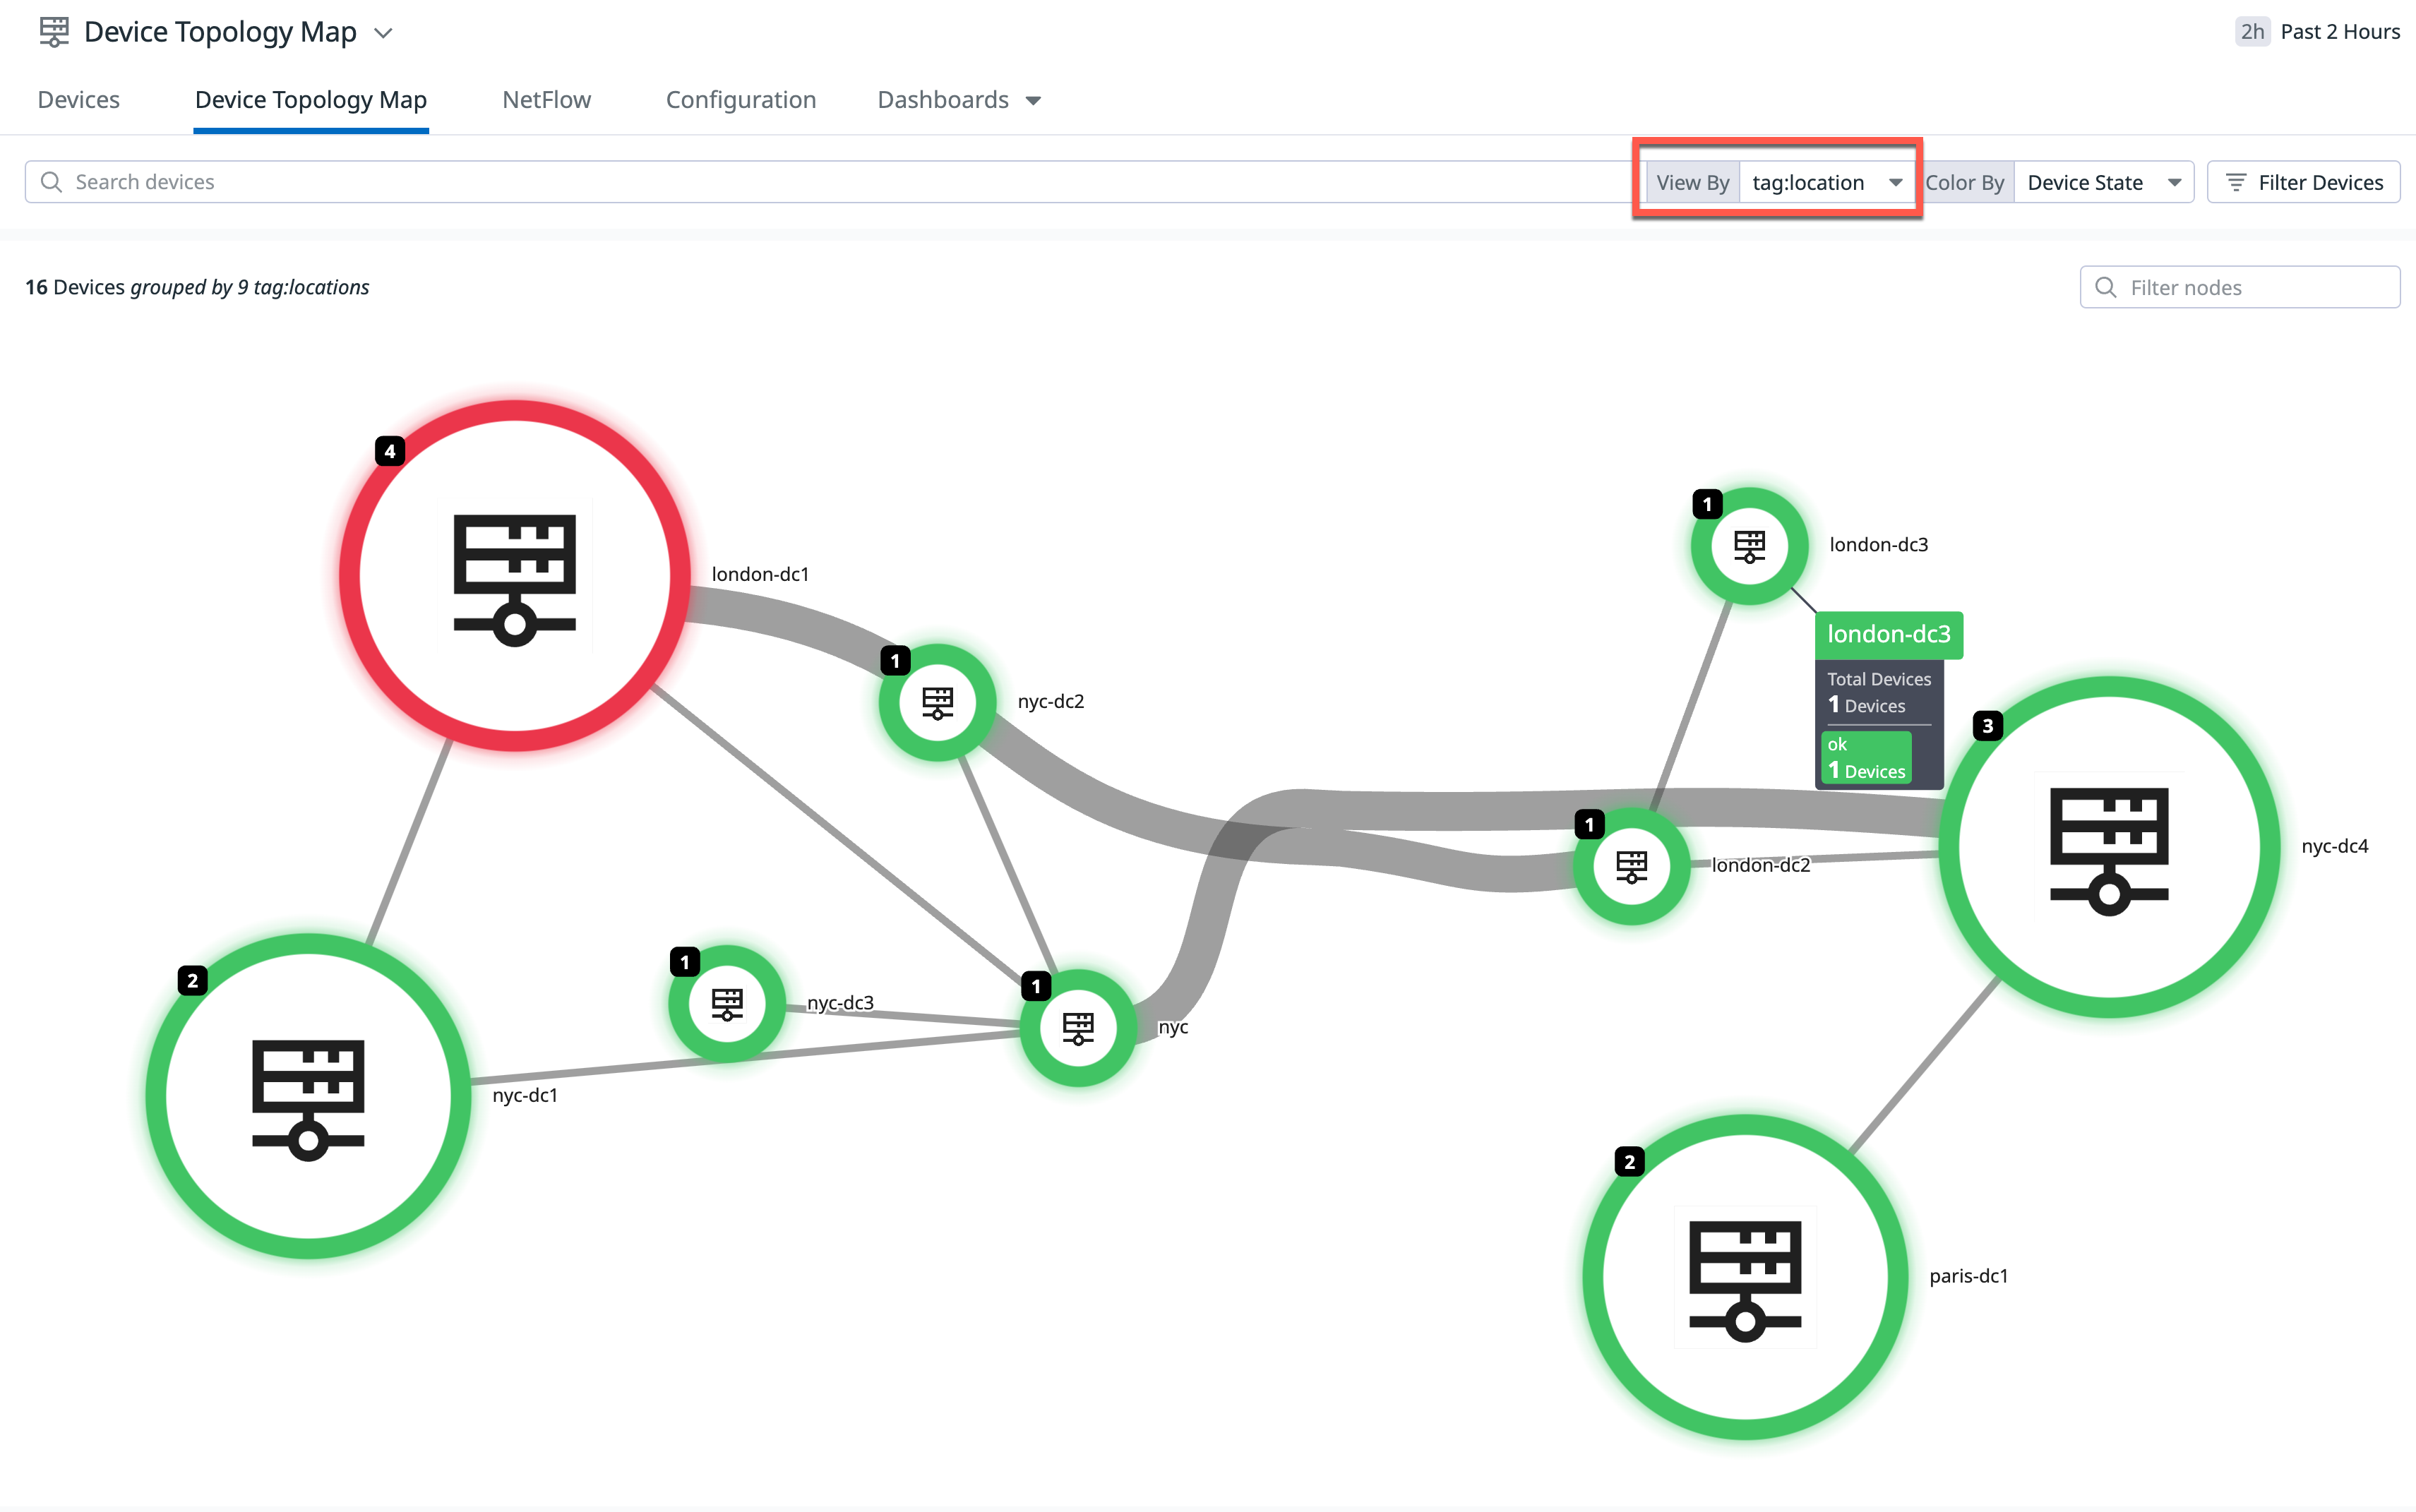 Device Topology Map
2h Past 2 Hours
Devices
Device Topology Map
NetFlow
Configuration
Dashboards
Search devices
View By
tag:location
Color By
Device State
Filter Devices
16 Devices grouped by 9 tag:locations
Filter nodes
4
london-dc1
1
nyc-dc2
1
london-dc3
london-dc3
Total Devices
1 Devices
ok
1 Devices
3
nyc-dc4
1
london-dc2
2
nyc-dc1
1
nyc-dc3
1
nyc
2
paris-dc1